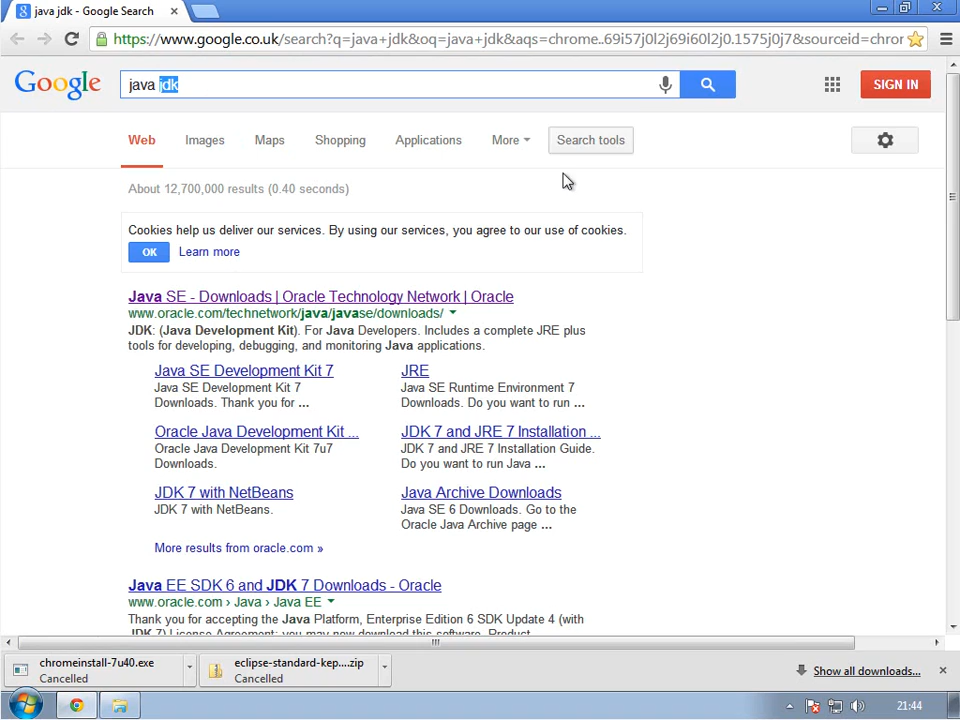 java jdk - Google Search
https://www.google.co.uk/search?q=java+jdk&oq=java+jdk&aqs=chrome..69i57j0l2j69i60l2j0.1575j0j7&sourceid=chror
Google
java jdk
SIGN IN
Web Images Maps Shopping Applications More Search tools
About 12,700,000 results (0.40 seconds)
Cookies help us deliver our services. By using our services, you agree to our use of cookies.
OK Learn more
Java SE - Downloads | Oracle Technology Network | Oracle
www.oracle.com/technetwork/java/javase/downloads/
JDK: (Java Development Kit). For Java Developers. Includes a complete JRE plus
tools for developing, debugging, and monitoring Java applications.
Java SE Development Kit 7
Java SE Development Kit 7
Downloads. Thank you for ...
JRE
Java SE Runtime Environment 7
Downloads. Do you want to run ...
Oracle Java Development Kit ...
Oracle Java Development Kit 7u7
Downloads.
JDK 7 and JRE 7 Installation ...
JDK 7 and JRE 7 Installation Guide.
Do you want to run Java ...
JDK 7 with NetBeans
JDK 7 with NetBeans.
Java Archive Downloads
Java SE 6 Downloads. Go to the
Oracle Java Archive page ...
More results from oracle.com »
Java EE SDK 6 and JDK 7 Downloads - Oracle
www.oracle.com › Java › Java EE
Thank you for accepting the Java Platform, Enterprise Edition 6 SDK Update 4 (with
JDK 7) License Agreement; you may now download this software. Product
chromeinstall-7u40.exe
Cancelled
eclipse-standard-kep....zip
Cancelled
Show all downloads...
21:44